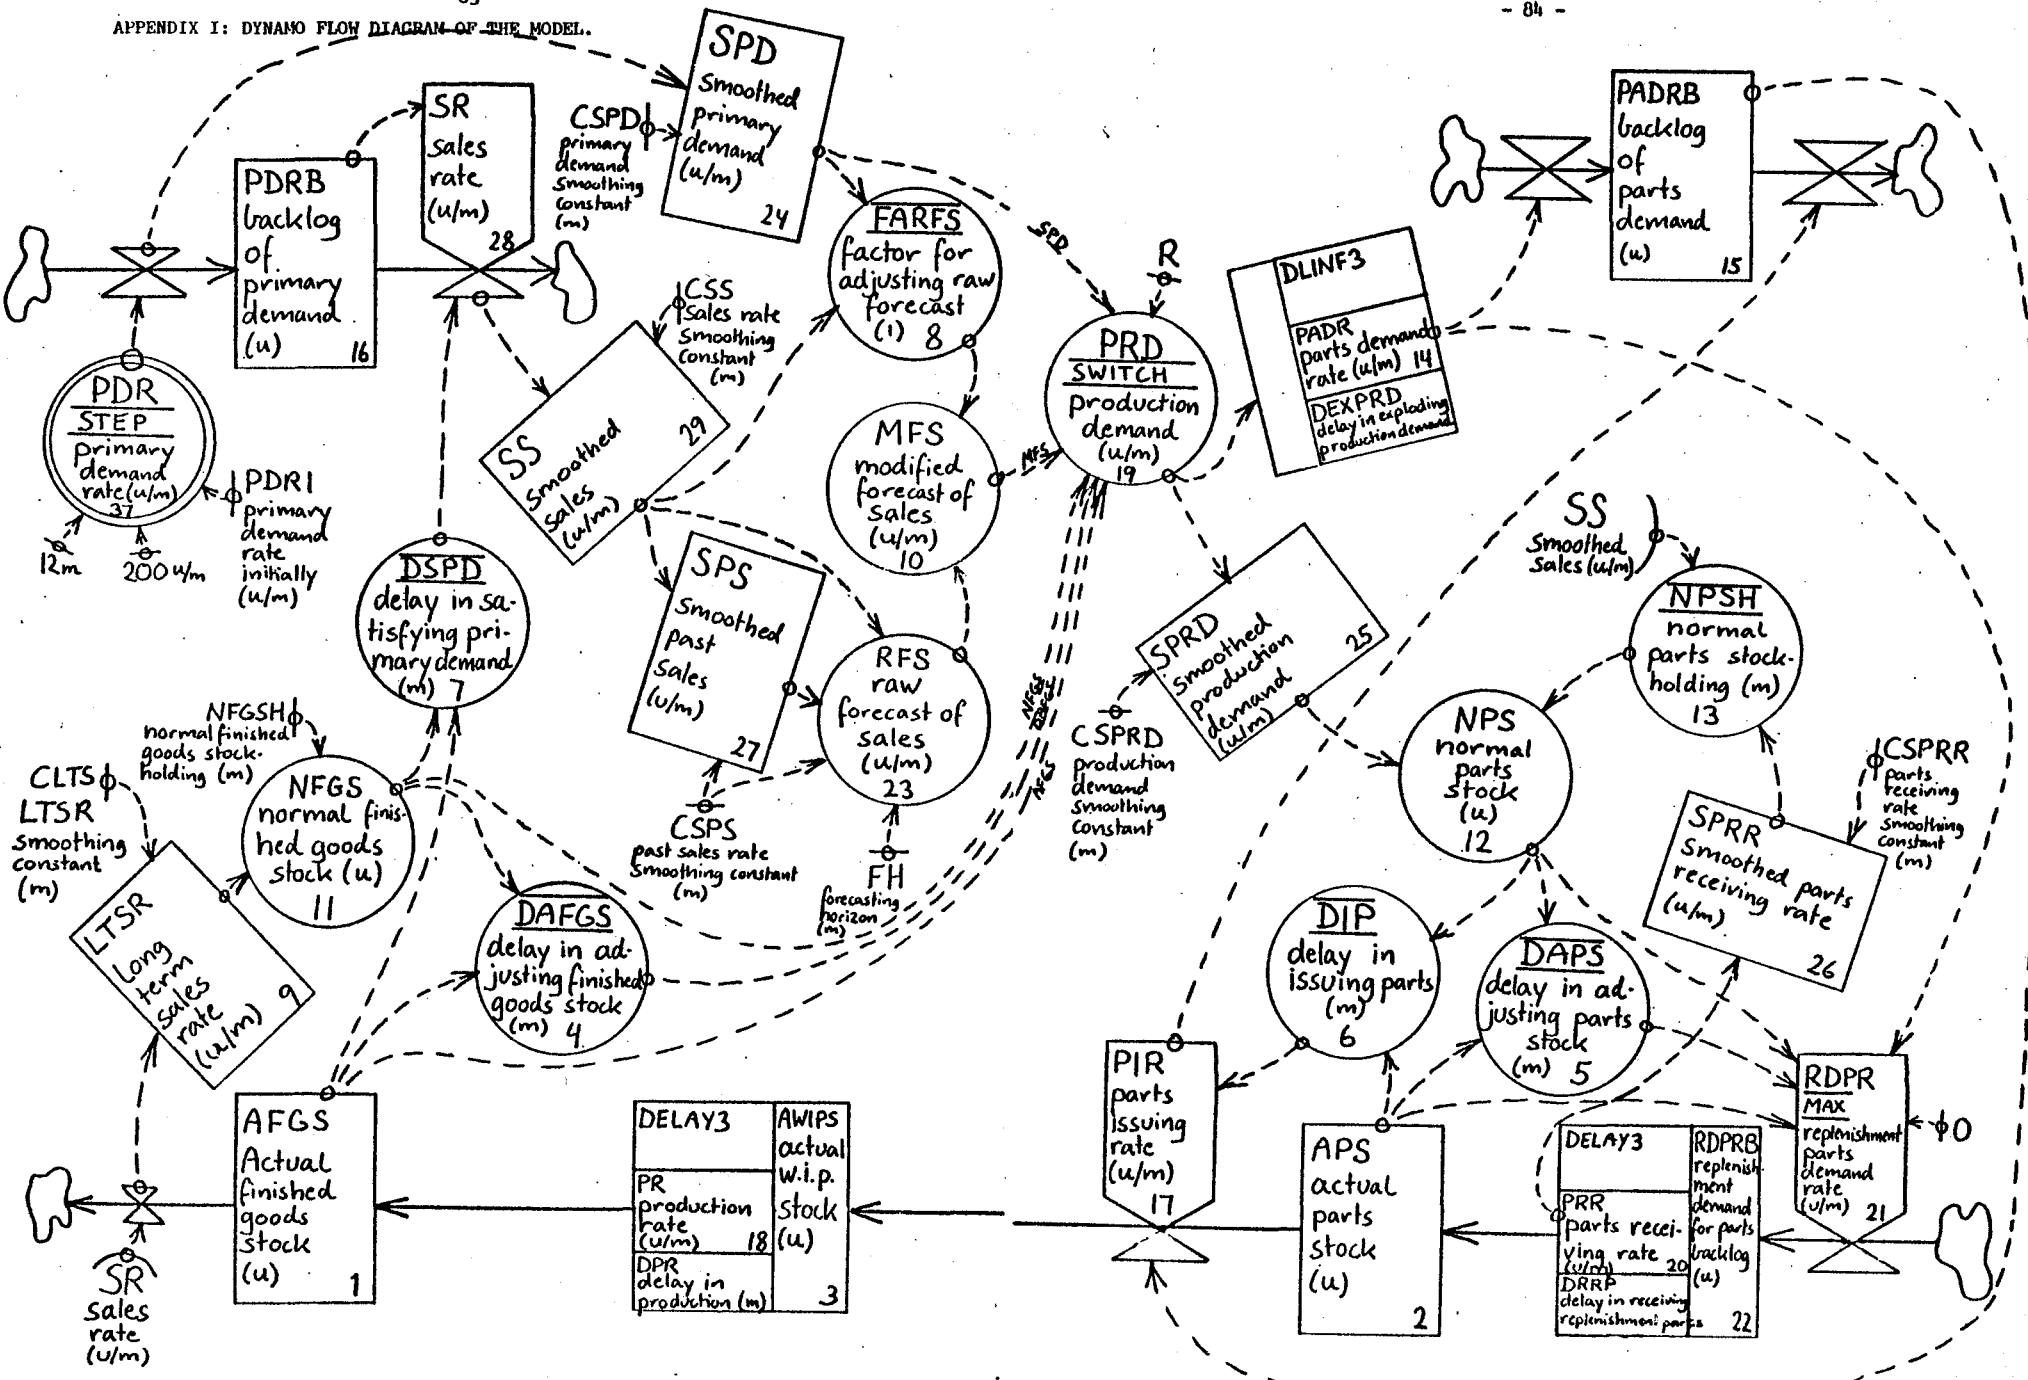 - 84 -
APPENDIX I: DYNAMO FLOW DIAGRAM OF THE MODEL.
SPD
smoothed
primary
demand
(u/m)
24
SR
sales
rate
(u/m)
28
CSPD
primary
demand
smoothing
constant
(m)
PDRB
backlog
of
primary
demand
(u)
16
PDR
STEP
primary
demand
rate (u/m)
37
12m
200 u/m
PDRI
primary
demand
rate
initially
(u/m)
FARFS
factor for
adjusting raw
forecast
(1) 8
CSS
Sales rate
Smoothing
Constant
(m)
SS
smoothed
sales
(u/m)
29
MFS
modified
forecast of
sales
(u/m)
10
SPD
MFS
R
PRD
SWITCH
production
demand
(u/m)
19
DLINF3
PADR
parts demand
rate (u/m) 14
DEXPRD
delay in exploding
production demand
PADRB
backlog
of
parts
demand
(u)
15
DSPD
delay in sa-
tisfying pri-
mary demand
(m) 7
SPS
Smoothed
past
sales
(u/m)
27
RFS
raw
forecast of
sales
(u/m)
23
CSPS
past sales rate
Smoothing constant
(m)
FH
forecasting
horizon
(m)
NFGS
NFGS
NFGSH
normal finished
goods stock-
holding (m)
CLTS
LTSR
smoothing
constant
(m)
NFGS
normal finis-
hed goods
stock (u)
11
LTSR
Long
term
sales
rate
(u/m) 9
DAFGS
delay in ad-
justing finished
goods stock
(m) 4
AFGS
Actual
finished
goods
stock
(u)
1
SR
sales
rate
(u/m)
DELAY3
PR
production
rate
(u/m) 18
DPR
delay in
production (m)
AWIPS
actual
w.i.p.
stock
(u)
3
SPRD
Smoothed
production
demand
(u/m)
25
CSPRD
production
demand
smoothing
constant
(m)
SS
Smoothed
Sales (u/m)
NPSH
normal
parts stock-
holding (m)
13
NPS
normal
parts
stock
(u)
12
CSPRR
parts
receiving
rate
smoothing
constant
(m)
SPRR
Smoothed parts
receiving rate
(u/m)
26
DIP
delay in
issuing parts
(m)
6
DAPS
delay in ad-
justing parts
stock
(m) 5
PIR
parts
issuing
rate
(u/m)
17
APS
actual
parts
stock
(u)
2
DELAY3
PRR
parts recei-
ving rate
(u/m) 20
DRRP
delay in receiving
replenishment parts
RDPRB
replenish-
ment
demand
for parts
backlog
(u)
22
RDPR
MAX
replenishment
parts
demand
rate
(u/m) 21
O